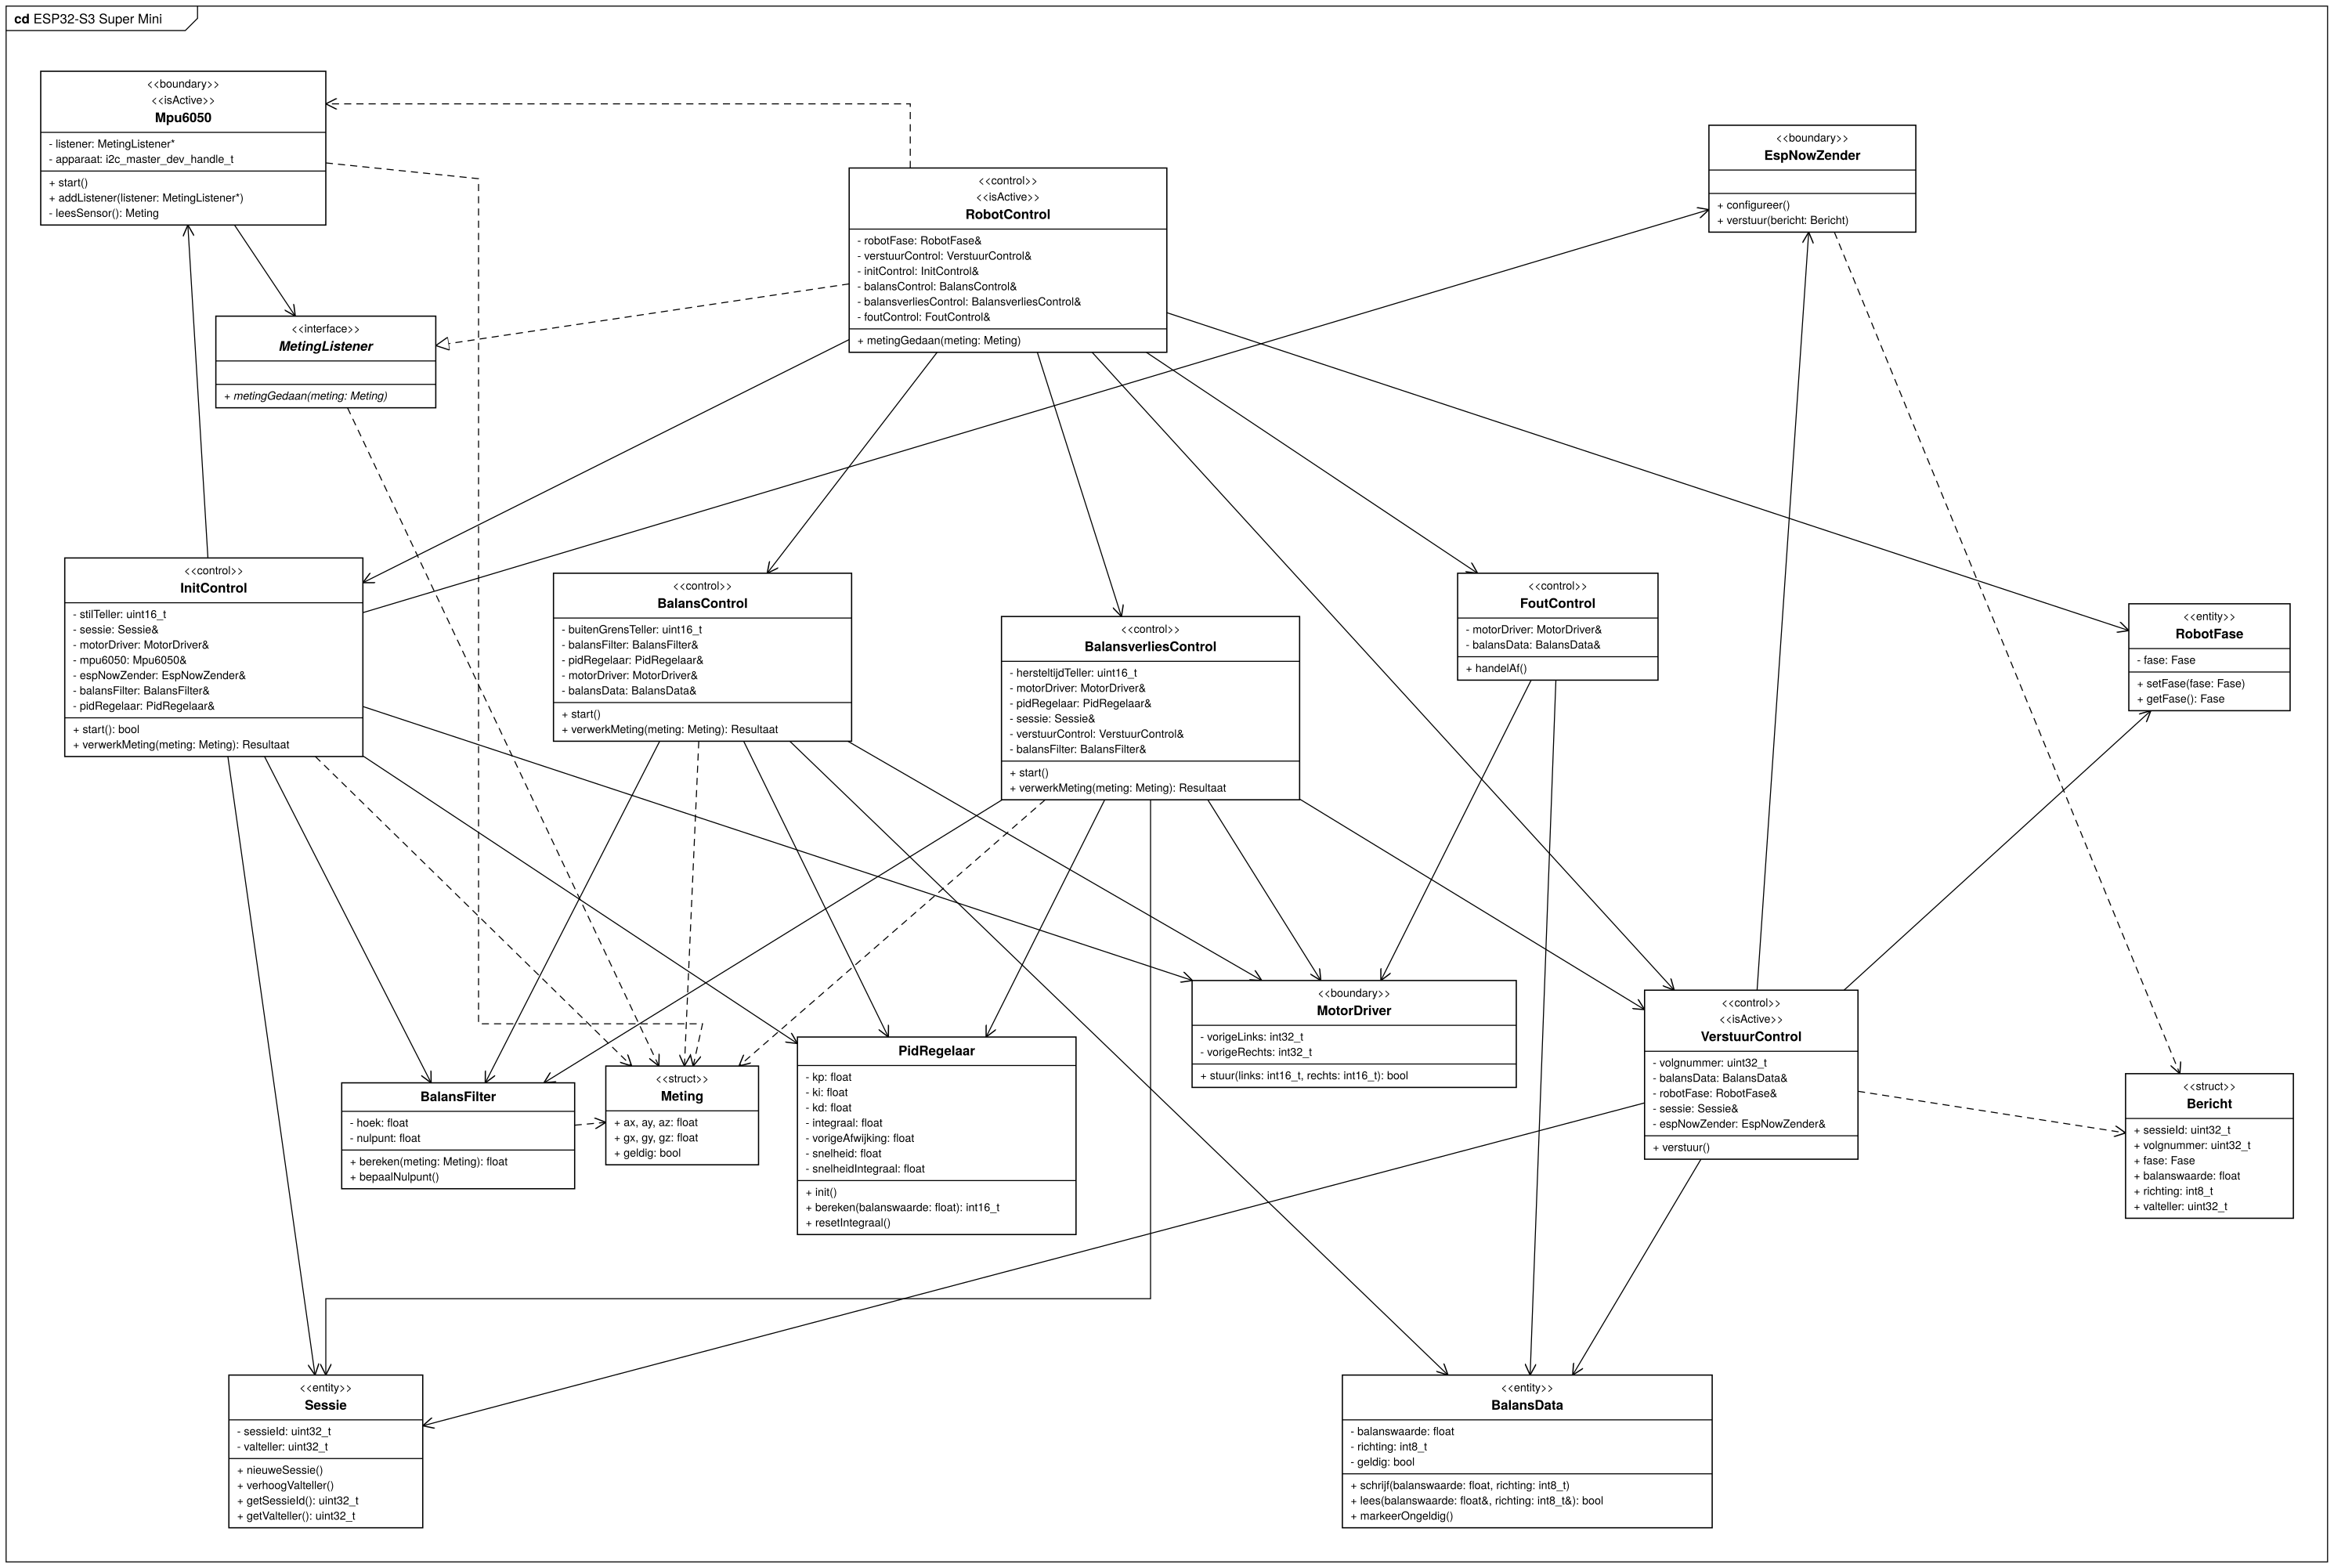 cd ESP32-S3 Super Mini
<<boundary>>
<<isActive>>
Mpu6050
- listener: MetingListener*
- apparaat: i2c_master_dev_handle_t
+ start()
+ addListener(listener: MetingListener*)
- leesSensor(): Meting
<<boundary>>
EspNowZender
+ configureer()
+ verstuur(bericht: Bericht)
<<control>>
<<isActive>>
RobotControl
- robotFase: RobotFase&
- verstuurControl: VerstuurControl&
- initControl: InitControl&
- balansControl: BalansControl&
- balansverliesControl: BalansverliesControl&
- foutControl: FoutControl&
+ metingGedaan(meting: Meting)
<<interface>>
MetingListener
+ metingGedaan(meting: Meting)
<<control>>
InitControl
- stilTeller: uint16_t
- sessie: Sessie&
- motorDriver: MotorDriver&
- mpu6050: Mpu6050&
- espNowZender: EspNowZender&
- balansFilter: BalansFilter&
- pidRegelaar: PidRegelaar&
+ start(): bool
+ verwerkMeting(meting: Meting): Resultaat
<<control>>
BalansControl
- buitenGrensTeller: uint16_t
- balansFilter: BalansFilter&
- pidRegelaar: PidRegelaar&
- motorDriver: MotorDriver&
- balansData: BalansData&
+ start()
+ verwerkMeting(meting: Meting): Resultaat
<<control>>
BalansverliesControl
- hersteltijdTeller: uint16_t
- motorDriver: MotorDriver&
- pidRegelaar: PidRegelaar&
- sessie: Sessie&
- verstuurControl: VerstuurControl&
- balansFilter: BalansFilter&
+ start()
+ verwerkMeting(meting: Meting): Resultaat
<<control>>
FoutControl
- motorDriver: MotorDriver&
- balansData: BalansData&
+ handelAf()
<<entity>>
RobotFase
- fase: Fase
+ setFase(fase: Fase)
+ getFase(): Fase
BalansFilter
- hoek: float
- nulpunt: float
+ bereken(meting: Meting): float
+ bepaalNulpunt()
<<struct>>
Meting
+ ax, ay, az: float
+ gx, gy, gz: float
+ geldig: bool
PidRegelaar
- kp: float
- ki: float
- kd: float
- integraal: float
- vorigeAfwijking: float
- snelheid: float
- snelheidIntegraal: float
+ init()
+ bereken(balanswaarde: float): int16_t
+ resetIntegraal()
<<boundary>>
MotorDriver
- vorigeLinks: int32_t
- vorigeRechts: int32_t
+ stuur(links: int16_t, rechts: int16_t): bool
<<control>>
<<isActive>>
VerstuurControl
- volgnummer: uint32_t
- balansData: BalansData&
- robotFase: RobotFase&
- sessie: Sessie&
- espNowZender: EspNowZender&
+ verstuur()
<<struct>>
Bericht
+ sessieId: uint32_t
+ volgnummer: uint32_t
+ fase: Fase
+ balanswaarde: float
+ richting: int8_t
+ valteller: uint32_t
<<entity>>
Sessie
- sessieId: uint32_t
- valteller: uint32_t
+ nieuweSessie()
+ verhoogValteller()
+ getSessieId(): uint32_t
+ getValteller(): uint32_t
<<entity>>
BalansData
- balanswaarde: float
- richting: int8_t
- geldig: bool
+ schrijf(balanswaarde: float, richting: int8_t)
+ lees(balanswaarde: float&, richting: int8_t&): bool
+ markeerOngeldig()